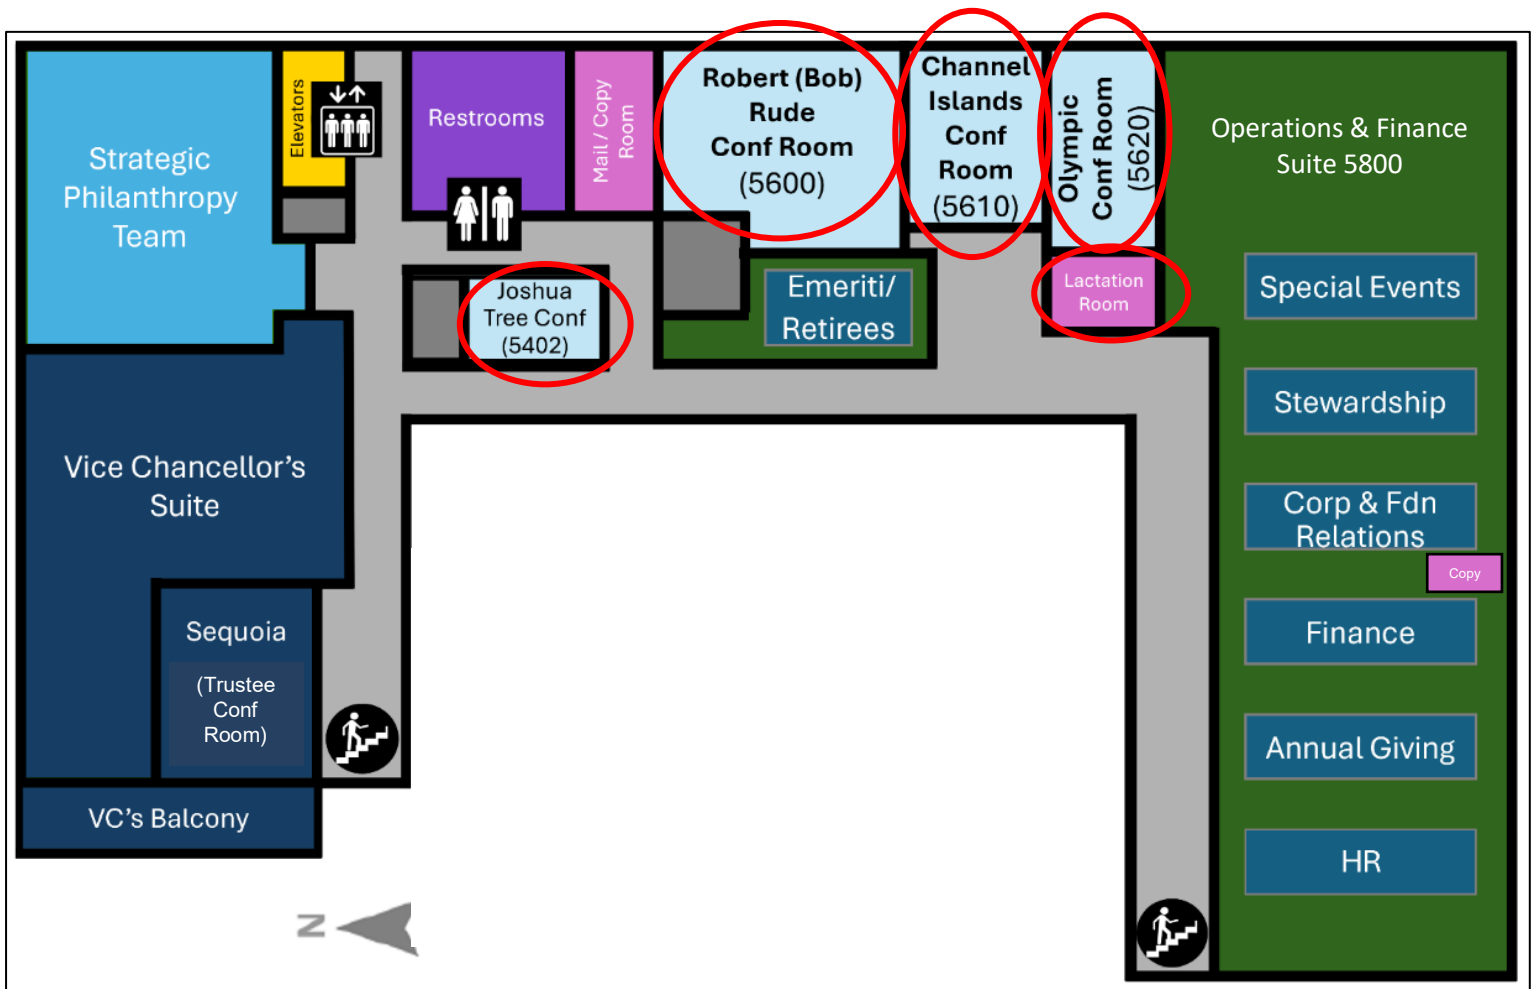 Strategic
Philanthropy
Team
Elevators
Restrooms
Mail / Copy
Room
Robert (Bob)
Rude
Conf Room
(5600)
Channel
Islands
Conf
Room
(5610)
Olympic
Conf Room
(5620)
Operations & Finance
Suite 5800
Joshua
Tree Conf
(5402)
Emeriti/
Retirees
Lactation
Room
Special Events
Stewardship
Corp & Fdn
Relations
Copy
Finance
Annual Giving
HR
Vice Chancellor’s
Suite
Sequoia
(Trustee
Conf
Room)
VC’s Balcony
N